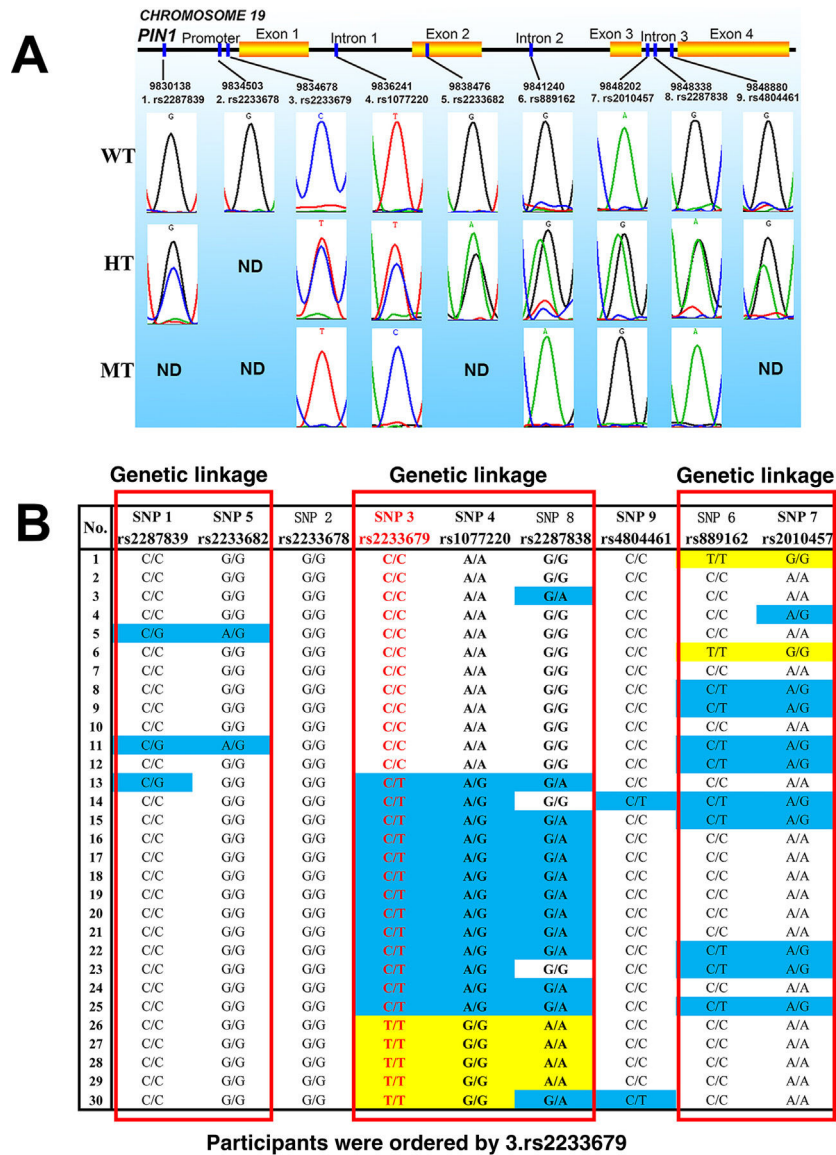 A
CHROMOSOME 19
PIN1 Promoter Exon 1 Intron 1 Exon 2 Intron 2 Exon 3 Intron 3 Exon 4
9830138 9834503 9834678 9836241 9838476 9841240 9848202 9848338 9848880
1. rs2287839 2. rs2233678 3. rs2233679 4. rs1077220 5. rs2233682 6. rs889162 7. rs2010457 8. rs2287838 9. rs4804461
G G C T G G A G G
WT
G T T A G G A G
HT ND
T C A G A
MT ND ND ND ND
Genetic linkage Genetic linkage Genetic linkage
B
No. SNP 1 SNP 5 SNP 2 SNP 3 SNP 4 SNP 8 SNP 9 SNP 6 SNP 7
rs2287839 rs2233682 rs2233678 rs2233679 rs1077220 rs2287838 rs4804461 rs889162 rs2010457
1 C/C G/G G/G C/C A/A G/G C/C T/T G/G
2 C/C G/G G/G C/C A/A G/G C/C C/C A/A
3 C/C G/G G/G C/C A/A G/A C/C C/C A/A
4 C/C G/G G/G C/C A/A G/G C/C C/C A/G
5 C/G A/G G/G C/C A/A G/G C/C C/C A/A
6 C/C G/G G/G C/C A/A G/G C/C T/T G/G
7 C/C G/G G/G C/C A/A G/G C/C C/C A/A
8 C/C G/G G/G C/C A/A G/G C/C C/T A/G
9 C/C G/G G/G C/C A/A G/G C/C C/T A/G
10 C/C G/G G/G C/C A/A G/G C/C C/C A/A
11 C/G A/G G/G C/C A/A G/G C/C C/T A/G
12 C/C G/G G/G C/C A/A G/G C/C C/T A/G
13 C/G G/G G/G C/T A/G G/A C/C C/C A/A
14 C/C G/G G/G C/T A/G G/G C/T C/T A/G
15 C/C G/G G/G C/T A/G G/A C/C C/T A/G
16 C/C G/G G/G C/T A/G G/A C/C C/C A/A
17 C/C G/G G/G C/T A/G G/A C/C C/C A/A
18 C/C G/G G/G C/T A/G G/A C/C C/C A/A
19 C/C G/G G/G C/T A/G G/A C/C C/C A/A
20 C/C G/G G/G C/T A/G G/A C/C C/C A/A
21 C/C G/G G/G C/T A/G G/A C/C C/C A/A
22 C/C G/G G/G C/T A/G G/A C/C C/T A/G
23 C/C G/G G/G C/T A/G G/G C/C C/T A/G
24 C/C G/G G/G C/T A/G G/A C/C C/C A/A
25 C/C G/G G/G C/T A/G G/A C/C C/T A/G
26 C/C G/G G/G T/T G/G A/A C/C C/C A/A
27 C/C G/G G/G T/T G/G A/A C/C C/C A/A
28 C/C G/G G/G T/T G/G A/A C/C C/C A/A
29 C/C G/G G/G T/T G/G A/A C/C C/C A/A
30 C/C G/G G/G T/T G/G G/A C/T C/C A/A
Participants were ordered by 3.rs2233679